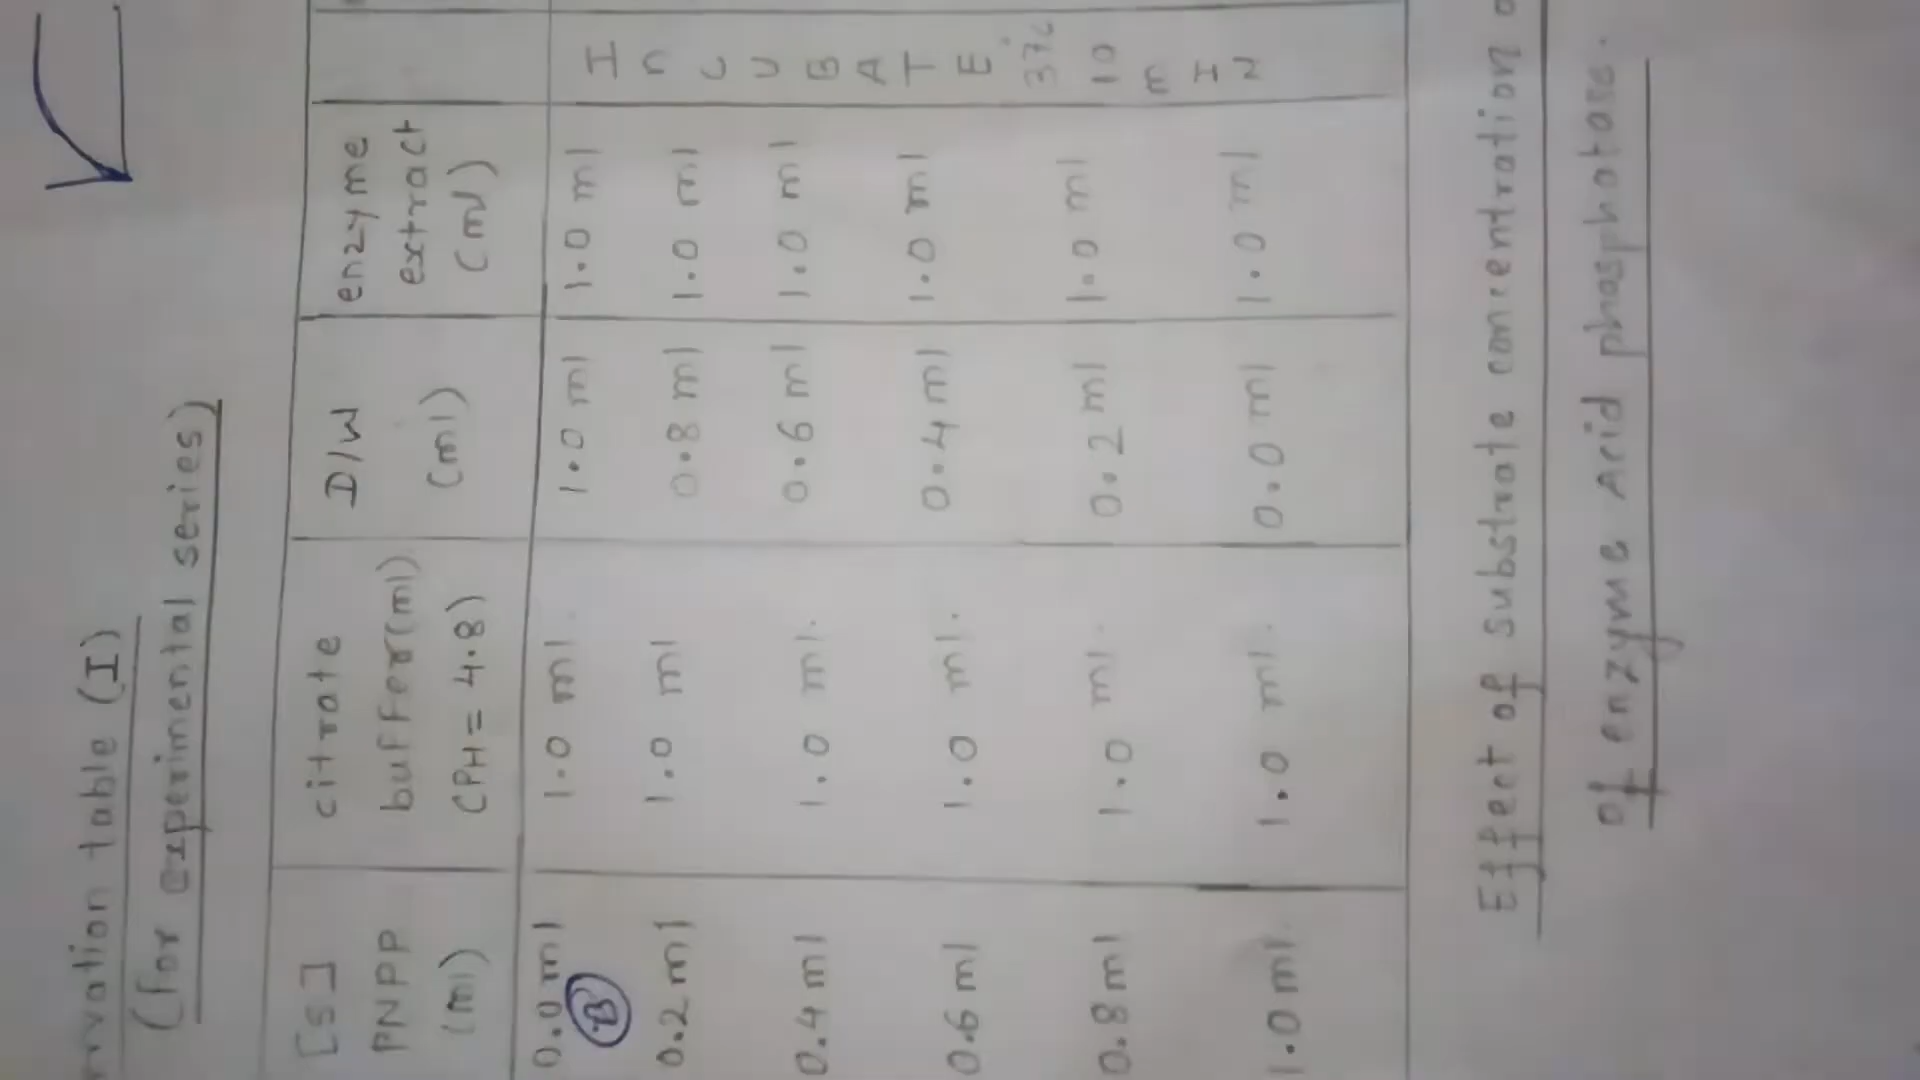 table (I)
(for experimental series)
[S] PNPP (ml) | citrate buffer(ml) (PH = 4.8) | D/W (ml) | enzyme extract (ml)
0.0 ml (B) | 1.0 ml. | 1.0 ml | 1.0 ml
0.2 ml | 1.0 ml | 0.8 ml | 1.0 ml
0.4 ml | 1.0 ml. | 0.6 ml | 1.0 ml
0.6 ml | 1.0 ml. | 0.4 ml | 1.0 ml
0.8 ml | 1.0 ml. | 0.2 ml | 1.0 ml
1.0 ml. | 1.0 ml. | 0.0 ml | 1.0 ml
InCUBATE 37°c 10 mIN
Effect of substrate concentration
of enzyme Acid phosphotase.